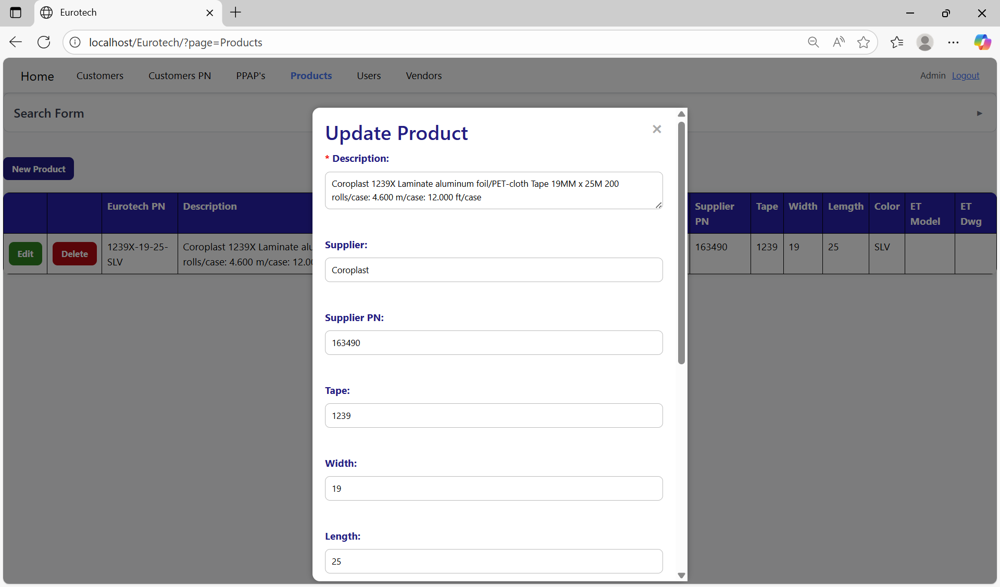 Eurotech
localhost/Eurotech/?page=Products
Home Customers Customers PN PPAP's Products Users Vendors Admin Logout
Search Form
New Product
Eurotech PN Description Supplier PN Tape Width Lemgth Color ET Model ET Dwg
Edit Delete 1239X-19-25-SLV Coroplast 1239X Laminate rolls/case: 4.600 m/case: 163490 1239 19 25 SLV
Update Product
* Description:
Coroplast 1239X Laminate aluminum foil/PET-cloth Tape 19MM x 25M 200
rolls/case: 4.600 m/case: 12.000 ft/case
Supplier:
Coroplast
Supplier PN:
163490
Tape:
1239
Width:
19
Length:
25